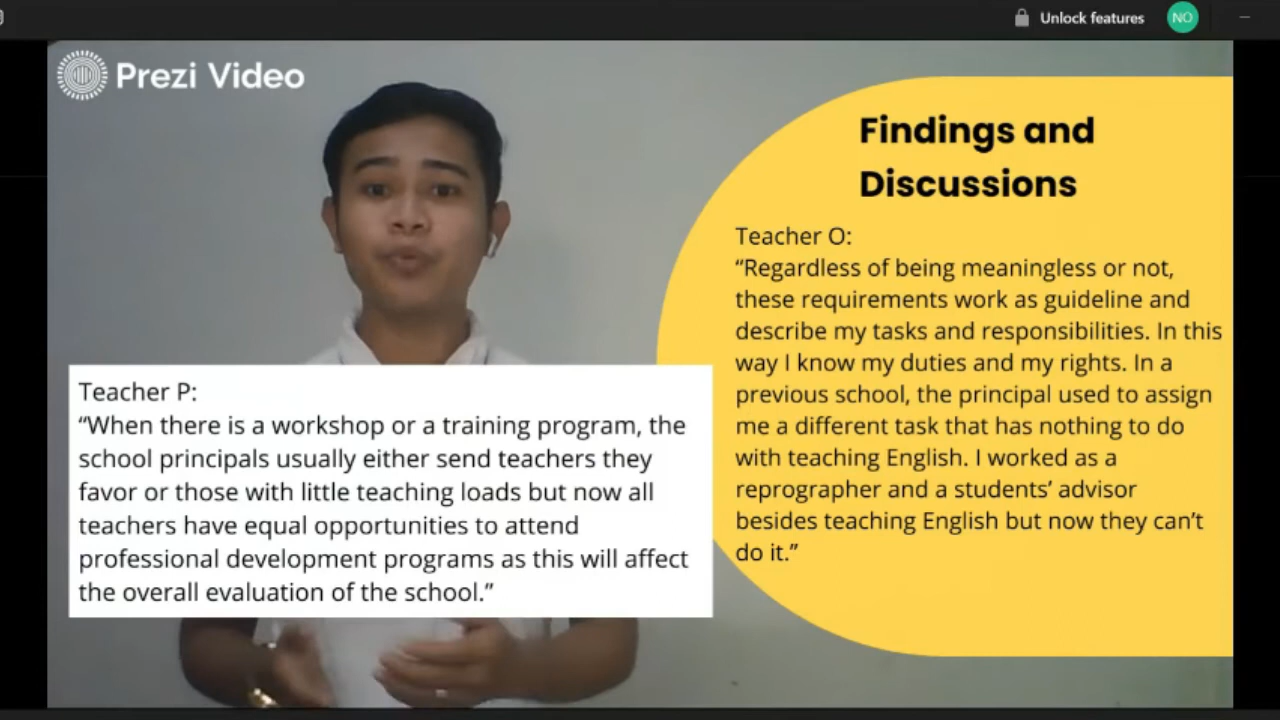 Unlock features
NO
Prezi Video
Findings and
Discussions
Teacher O:
“Regardless of being meaningless or not,
these requirements work as guideline and
describe my tasks and responsibilities. In this
way I know my duties and my rights. In a
previous school, the principal used to assign
me a different task that has nothing to do
with teaching English. I worked as a
reprographer and a students’ advisor
besides teaching English but now they can’t
do it.”
Teacher P:
“When there is a workshop or a training program, the
school principals usually either send teachers they
favor or those with little teaching loads but now all
teachers have equal opportunities to attend
professional development programs as this will affect
the overall evaluation of the school.”